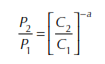 P₂/P₁ = [C₂/C₁]⁻ᵃ